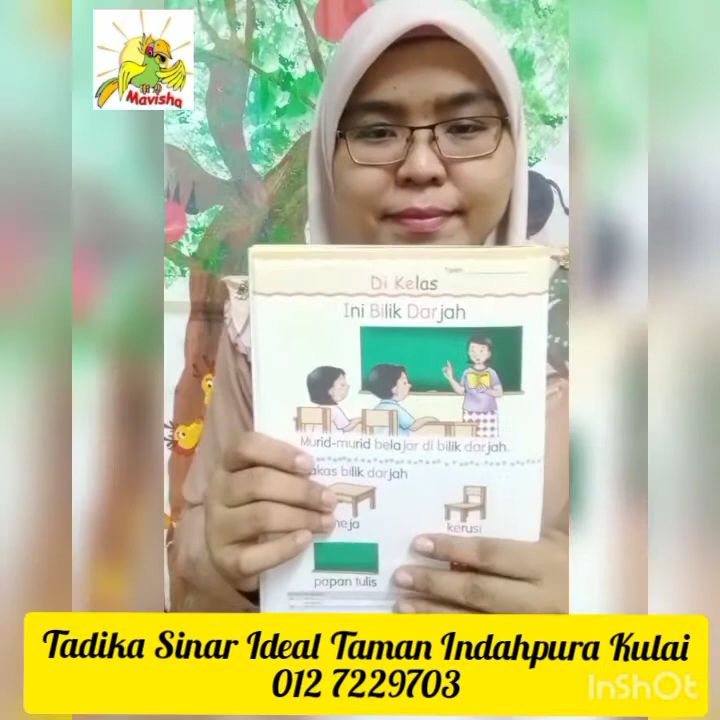 Mavisha
Di Kelas
Ini Bilik Darjah
Murid-murid belajar di bilik darjah.
bilik darjah
kerusi
papan tulis
Tadika Sinar Ideal Taman Indahpura Kulai
012 7229703
InShOt